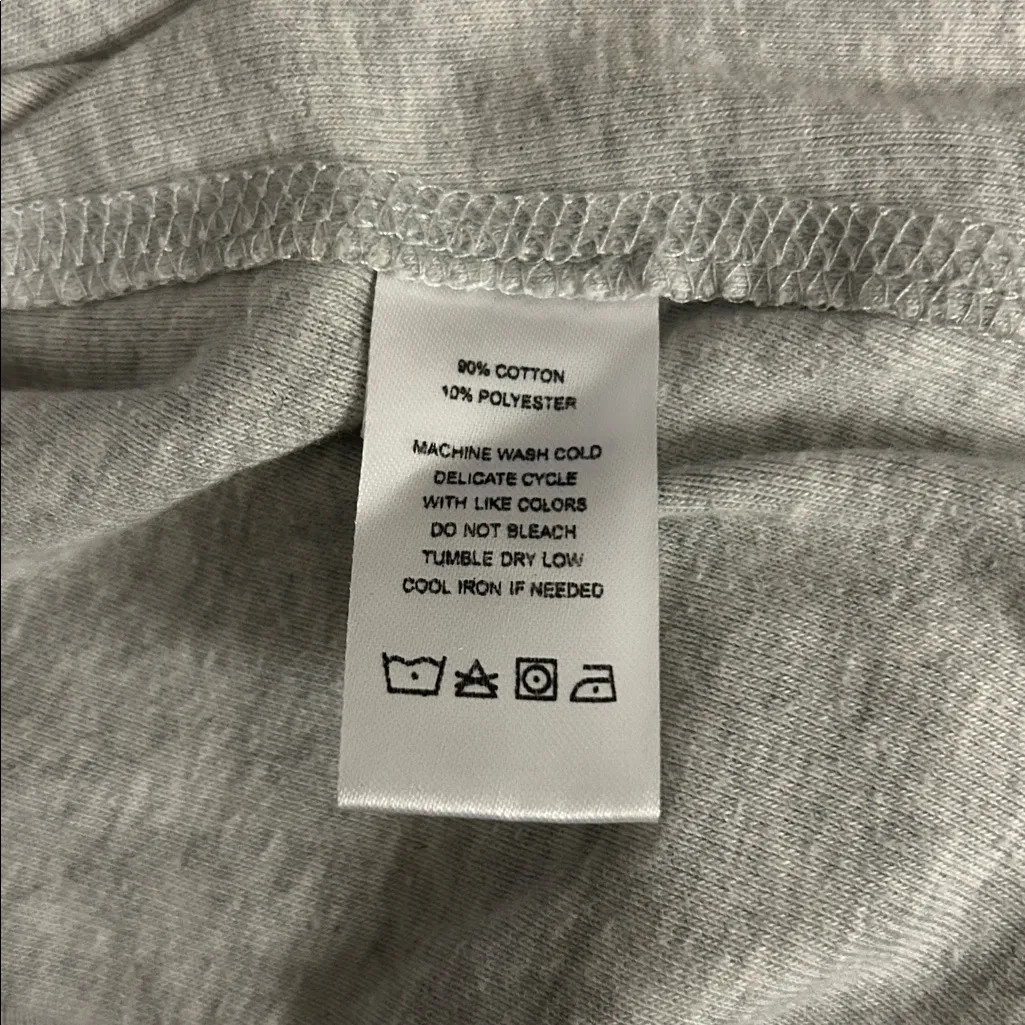 90% COTTON
10% POLYESTER
MACHINE WASH COLD
DELICATE CYCLE
WITH LIKE COLORS
DO NOT BLEACH
TUMBLE DRY LOW
COOL IRON IF NEEDED